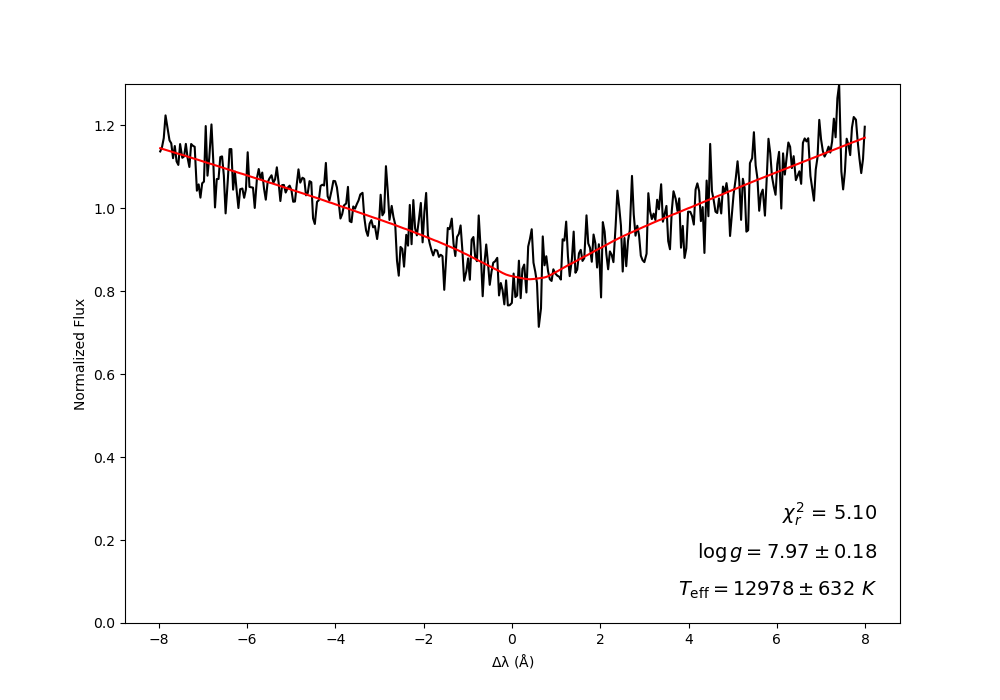 1.2
1.0
0.8
0.6
0.4
0.2
0.0
Normalized Flux
χ²ᵣ = 5.10
log g = 7.97 ± 0.18
T_eff = 12978 ± 632 K
−8 −6 −4 −2 0 2 4 6 8
Δλ (Å)